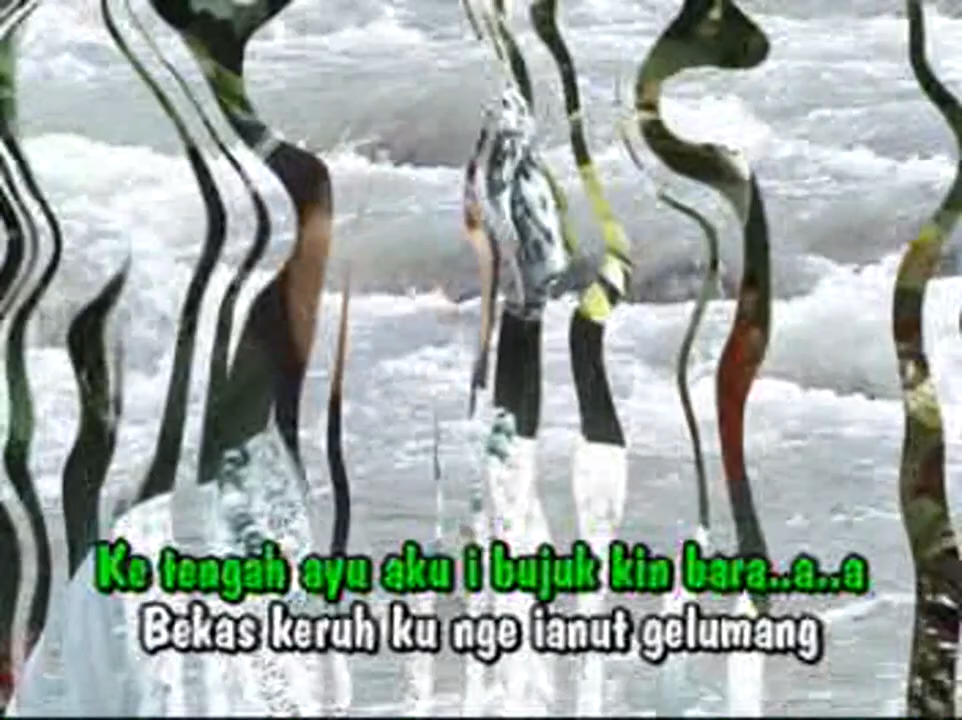 Ke tengah ayu aku i bujuk kin bara..a..a
Bekas keruh ku nge ianut gelumang